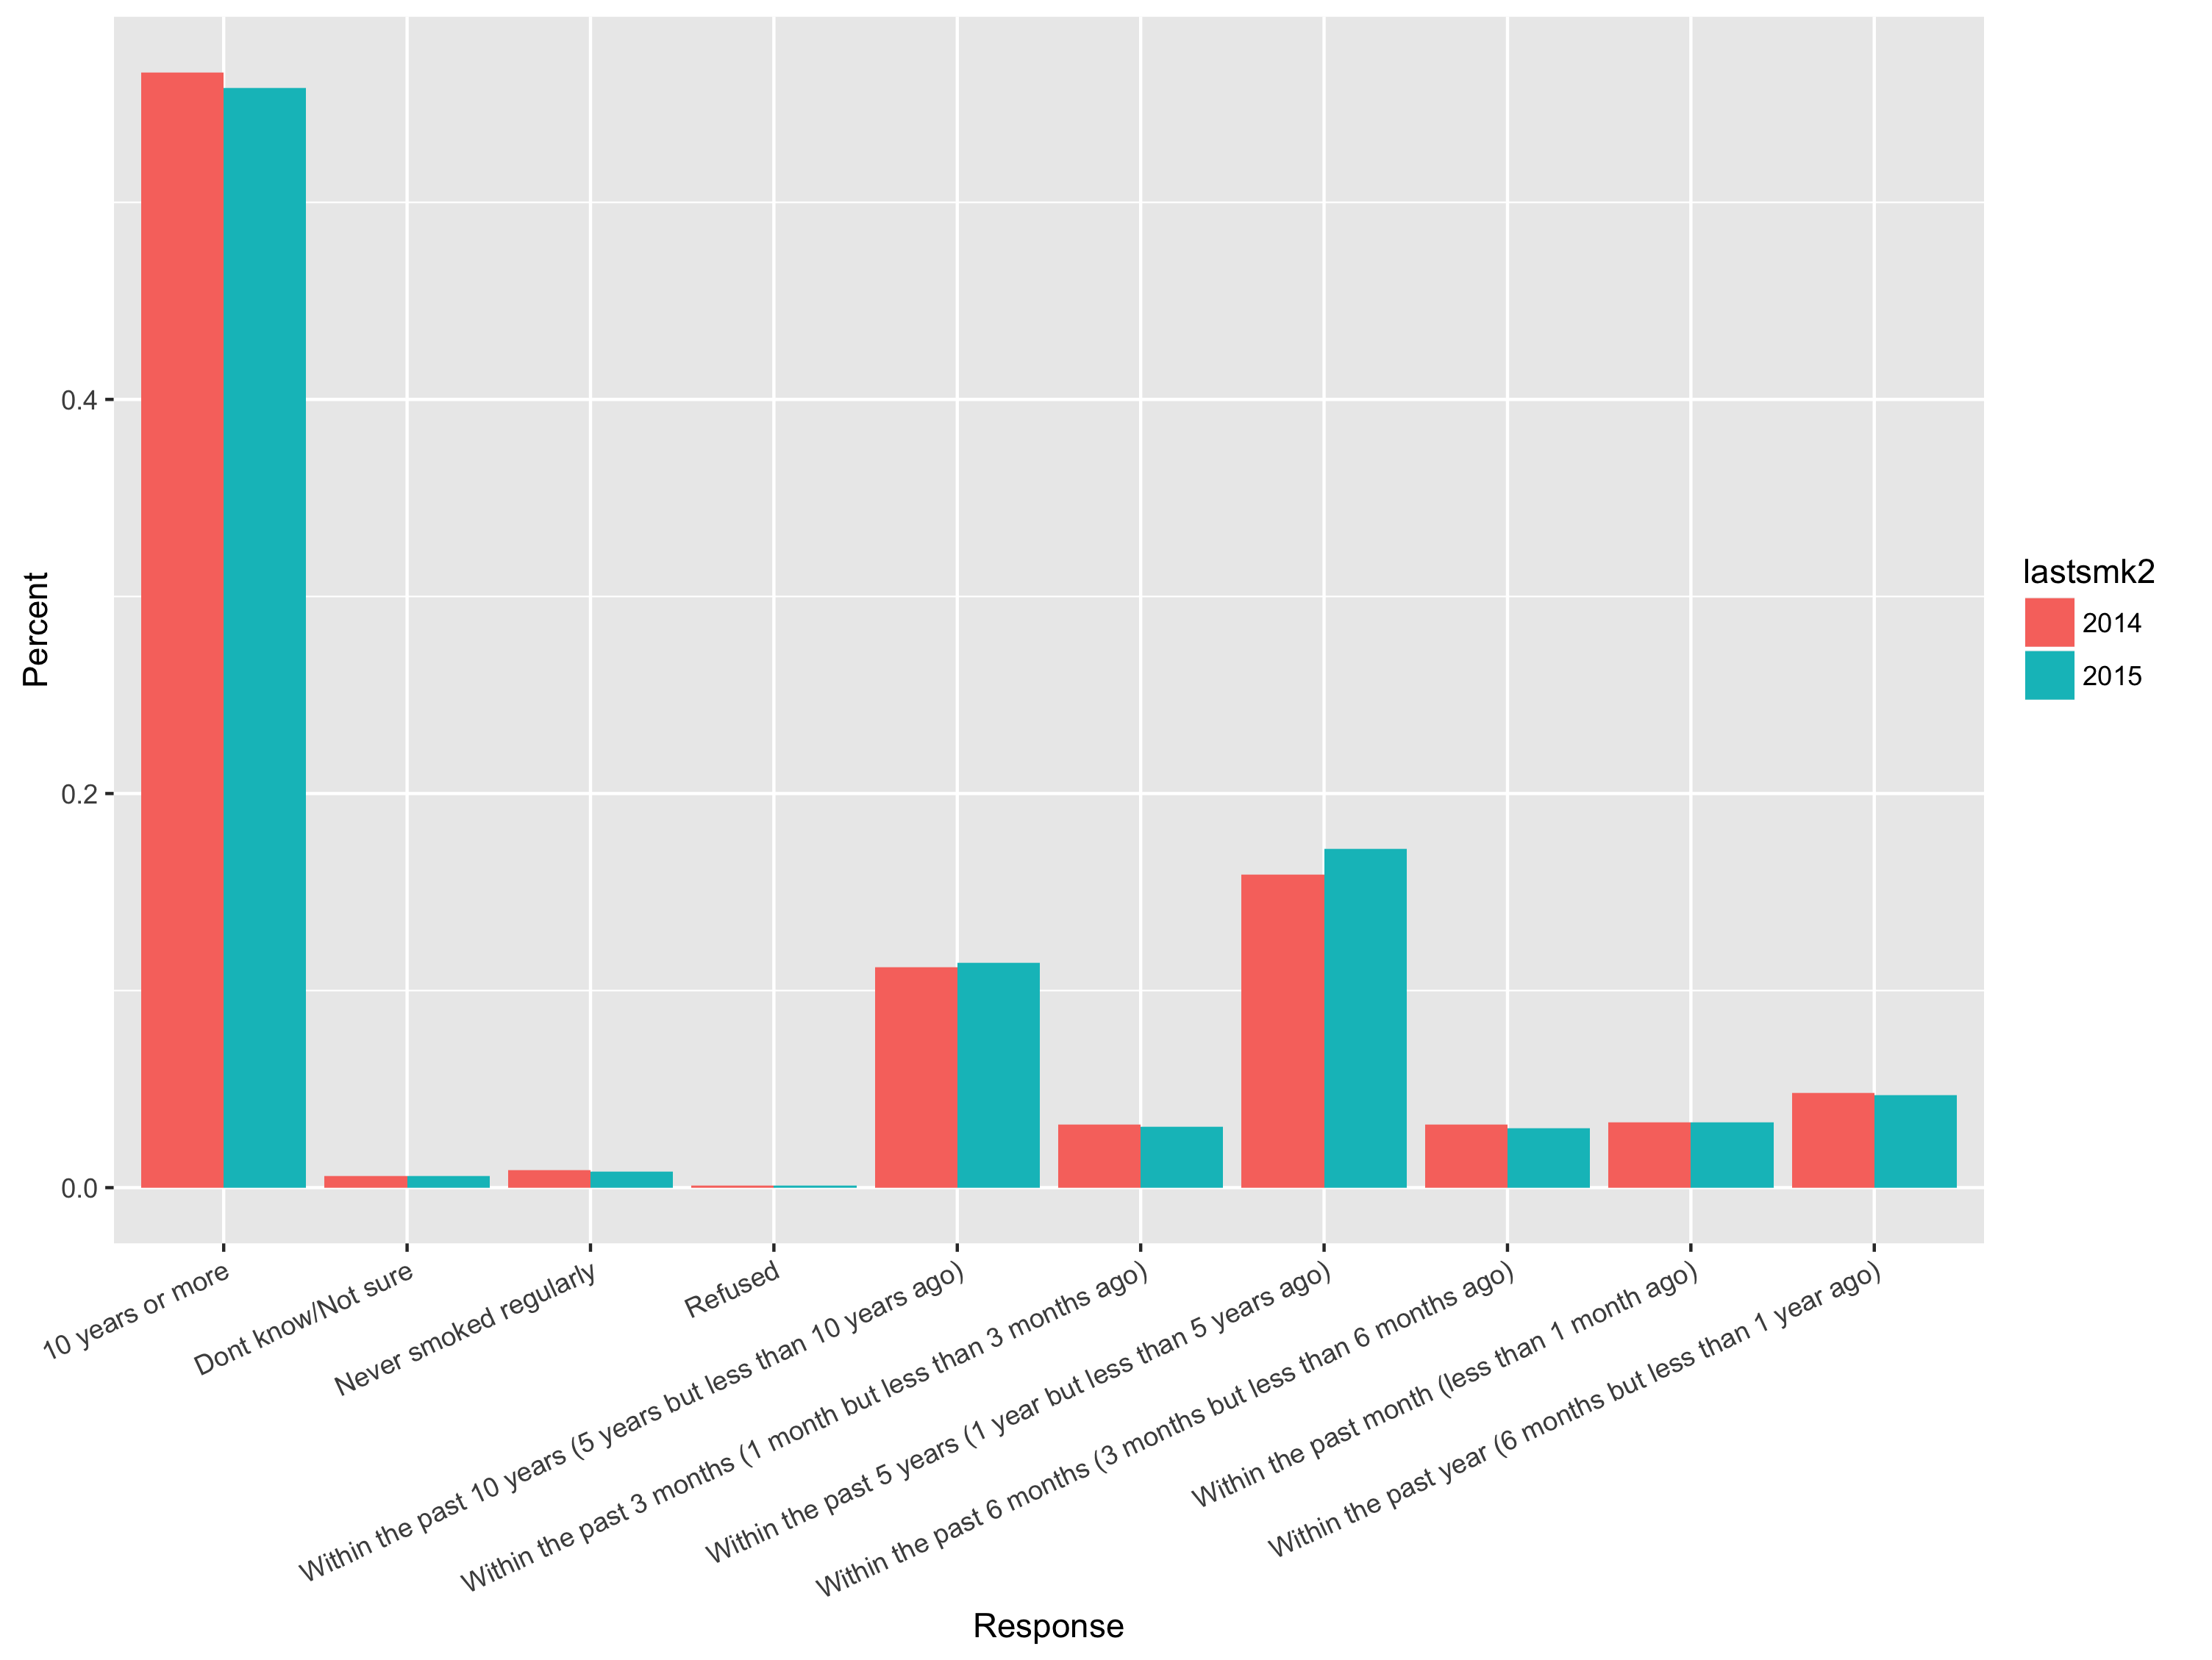 Percent
0.4
0.2
0.0
10 years or more
Dont know/Not sure
Never smoked regularly
Refused
Within the past 10 years (5 years but less than 10 years ago)
Within the past 3 months (1 month but less than 3 months ago)
Within the past 5 years (1 year but less than 5 years ago)
Within the past 6 months (3 months but less than 6 months ago)
Within the past month (less than 1 month ago)
Within the past year (6 months but less than 1 year ago)
Response
lastsmk2
2014
2015